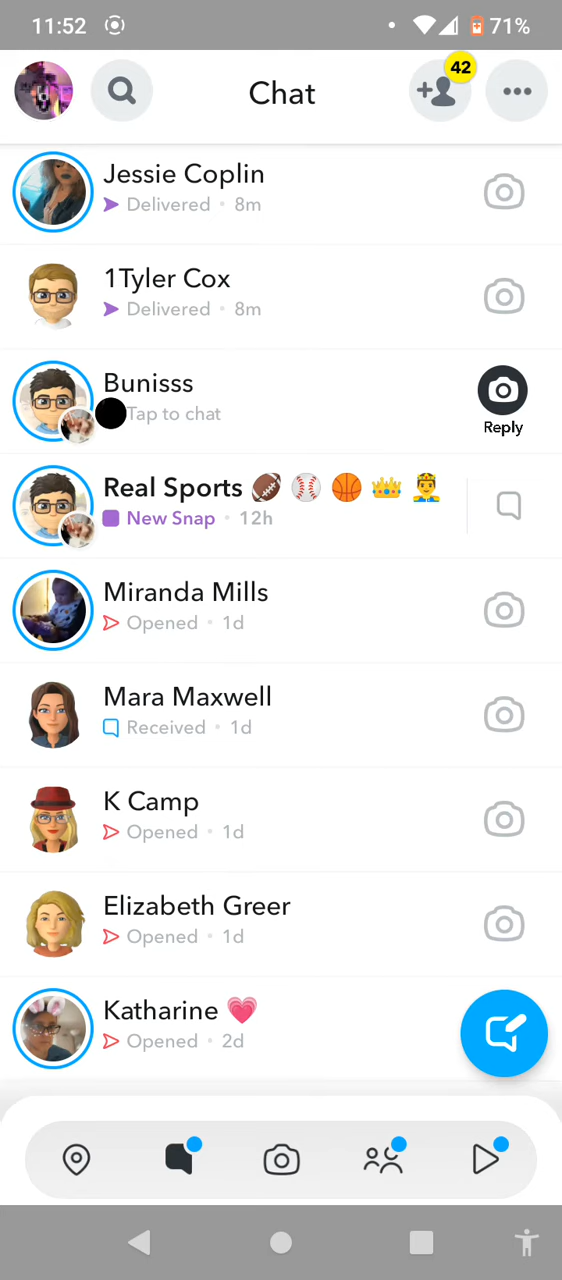 11:52 71%
42
Chat
Jessie Coplin
Delivered • 8m
1Tyler Cox
Delivered • 8m
Bunisss
Tap to chat
Reply
Real Sports 🏈 ⚾ 🏀 👑 🤴
New Snap • 12h
Miranda Mills
Opened • 1d
Mara Maxwell
Received • 1d
K Camp
Opened • 1d
Elizabeth Greer
Opened • 1d
Katharine 💗
Opened • 2d